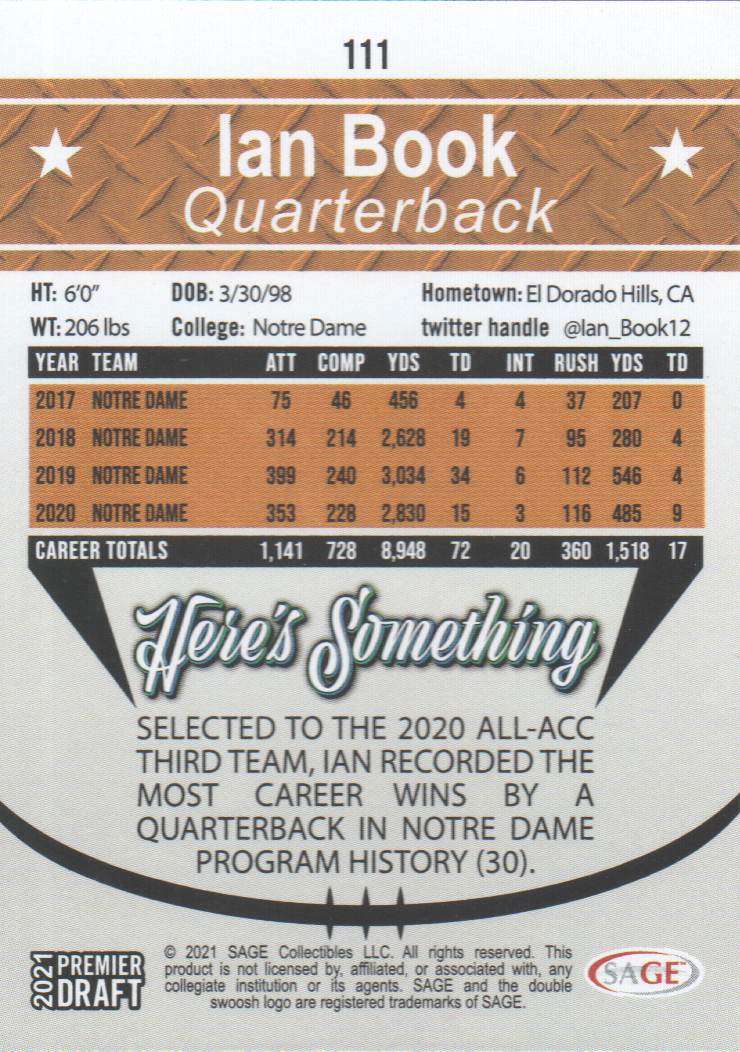 111
Ian Book
Quarterback
HT: 6'0" DOB: 3/30/98 Hometown: El Dorado Hills, CA
WT: 206 lbs College: Notre Dame twitter handle @Ian_Book12
YEAR TEAM ATT COMP YDS TD INT RUSH YDS TD
2017 NOTRE DAME 75 46 456 4 4 37 207 0
2018 NOTRE DAME 314 214 2,628 19 7 95 280 4
2019 NOTRE DAME 399 240 3,034 34 6 112 546 4
2020 NOTRE DAME 353 228 2,830 15 3 116 485 9
CAREER TOTALS 1,141 728 8,948 72 20 360 1,518 17
Here's Something
SELECTED TO THE 2020 ALL-ACC
THIRD TEAM, IAN RECORDED THE
MOST CAREER WINS BY A
QUARTERBACK IN NOTRE DAME
PROGRAM HISTORY (30).
2021 PREMIER
DRAFT
© 2021 SAGE Collectibles LLC. All rights reserved. This
product is not licensed by, affiliated, or associated with, any
collegiate institution or its agents. SAGE and the double
swoosh logo are registered trademarks of SAGE.
SAGE™